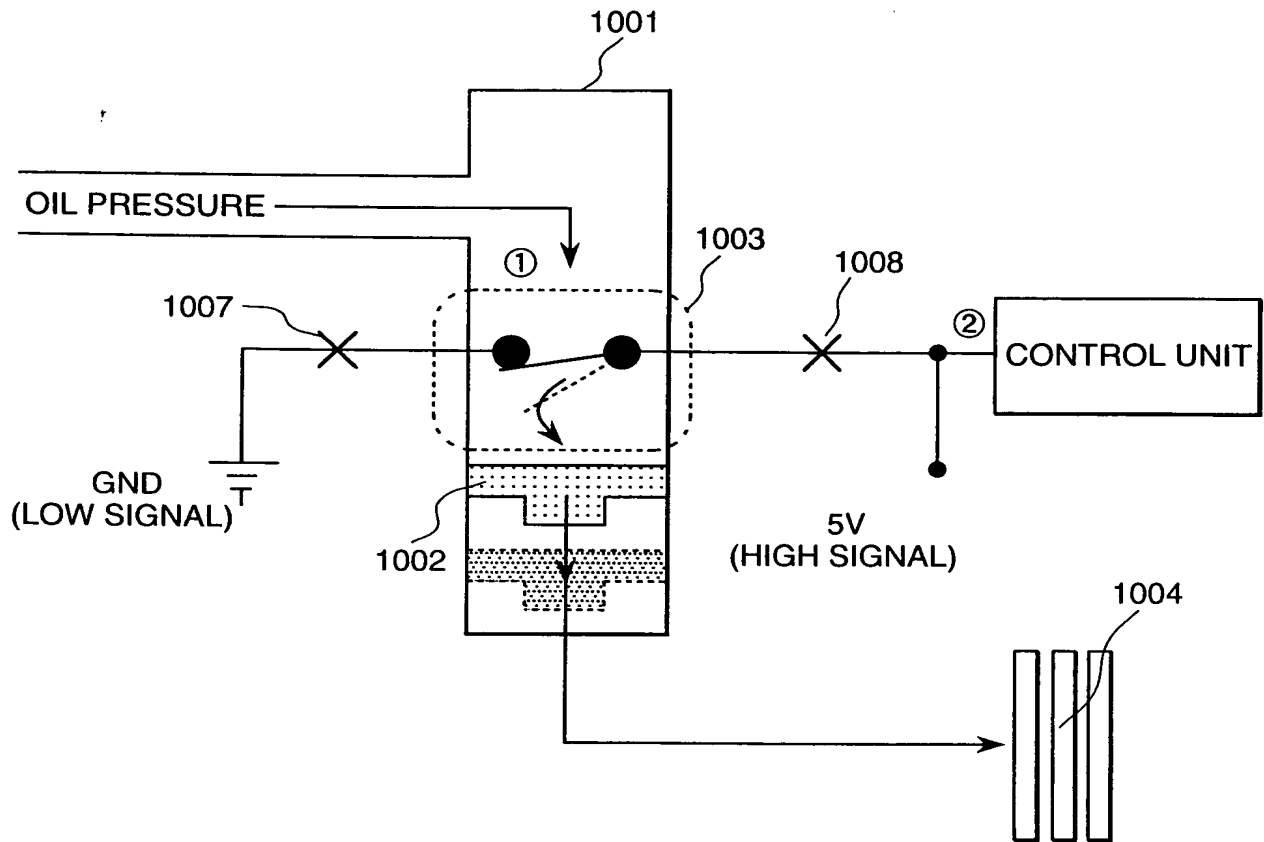 1001
OIL PRESSURE
①
1003
1008
1007
②
CONTROL UNIT
GND
(LOW SIGNAL)
1002
5V
(HIGH SIGNAL)
1004